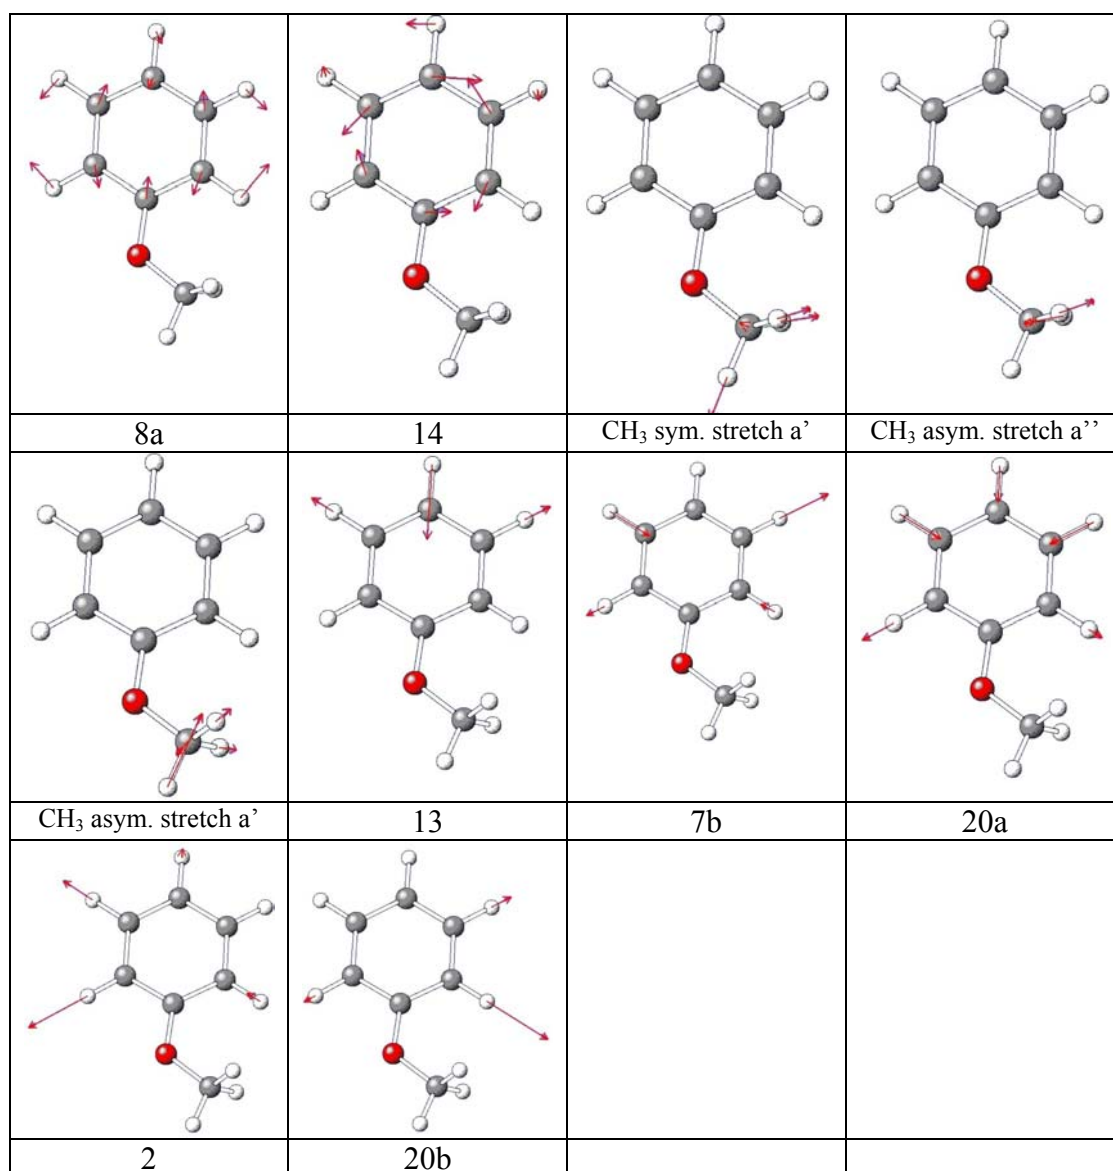 8a
14
CH₃ sym. stretch a’
CH₃ asym. stretch a’’
CH₃ asym. stretch a’
13
7b
20a
2
20b